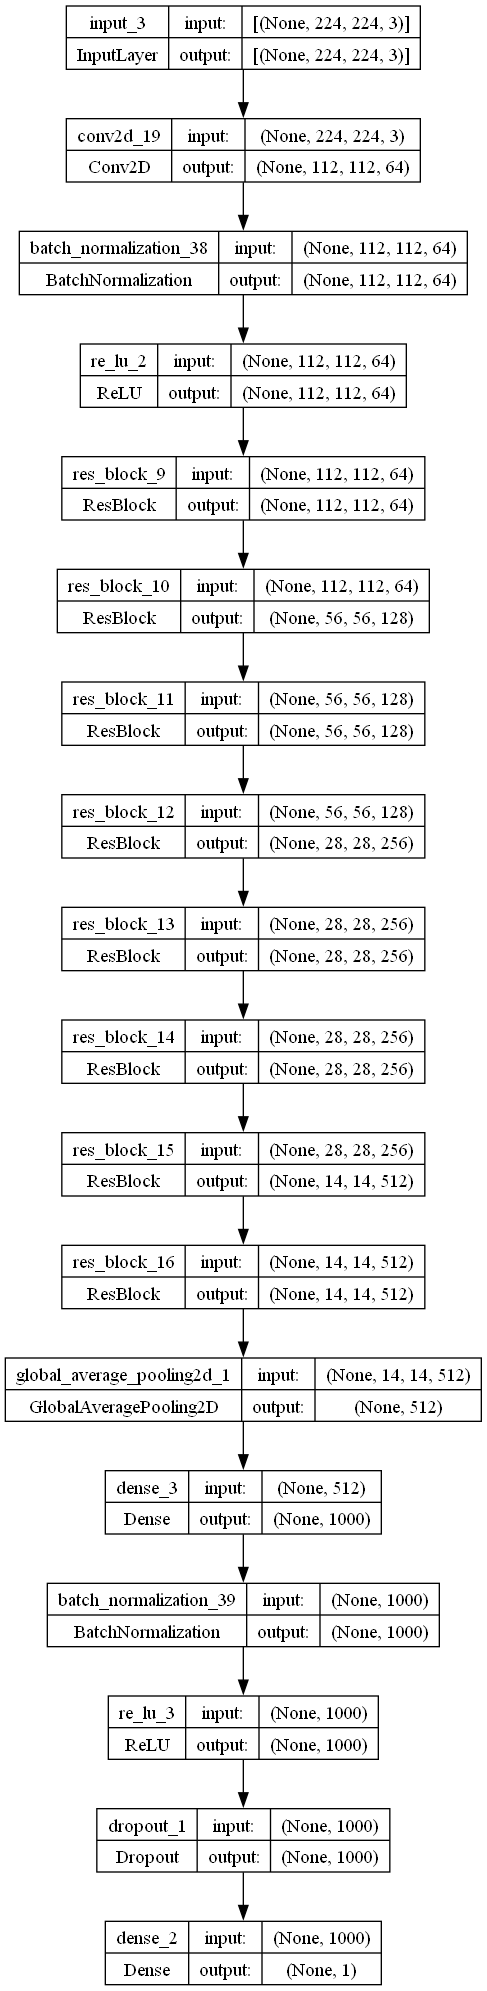 input_3 input: [(None, 224, 224, 3)]
InputLayer output: [(None, 224, 224, 3)]
conv2d_19 input: (None, 224, 224, 3)
Conv2D output: (None, 112, 112, 64)
batch_normalization_38 input: (None, 112, 112, 64)
BatchNormalization output: (None, 112, 112, 64)
re_lu_2 input: (None, 112, 112, 64)
ReLU output: (None, 112, 112, 64)
res_block_9 input: (None, 112, 112, 64)
ResBlock output: (None, 112, 112, 64)
res_block_10 input: (None, 112, 112, 64)
ResBlock output: (None, 56, 56, 128)
res_block_11 input: (None, 56, 56, 128)
ResBlock output: (None, 56, 56, 128)
res_block_12 input: (None, 56, 56, 128)
ResBlock output: (None, 28, 28, 256)
res_block_13 input: (None, 28, 28, 256)
ResBlock output: (None, 28, 28, 256)
res_block_14 input: (None, 28, 28, 256)
ResBlock output: (None, 28, 28, 256)
res_block_15 input: (None, 28, 28, 256)
ResBlock output: (None, 14, 14, 512)
res_block_16 input: (None, 14, 14, 512)
ResBlock output: (None, 14, 14, 512)
global_average_pooling2d_1 input: (None, 14, 14, 512)
GlobalAveragePooling2D output: (None, 512)
dense_3 input: (None, 512)
Dense output: (None, 1000)
batch_normalization_39 input: (None, 1000)
BatchNormalization output: (None, 1000)
re_lu_3 input: (None, 1000)
ReLU output: (None, 1000)
dropout_1 input: (None, 1000)
Dropout output: (None, 1000)
dense_2 input: (None, 1000)
Dense output: (None, 1)